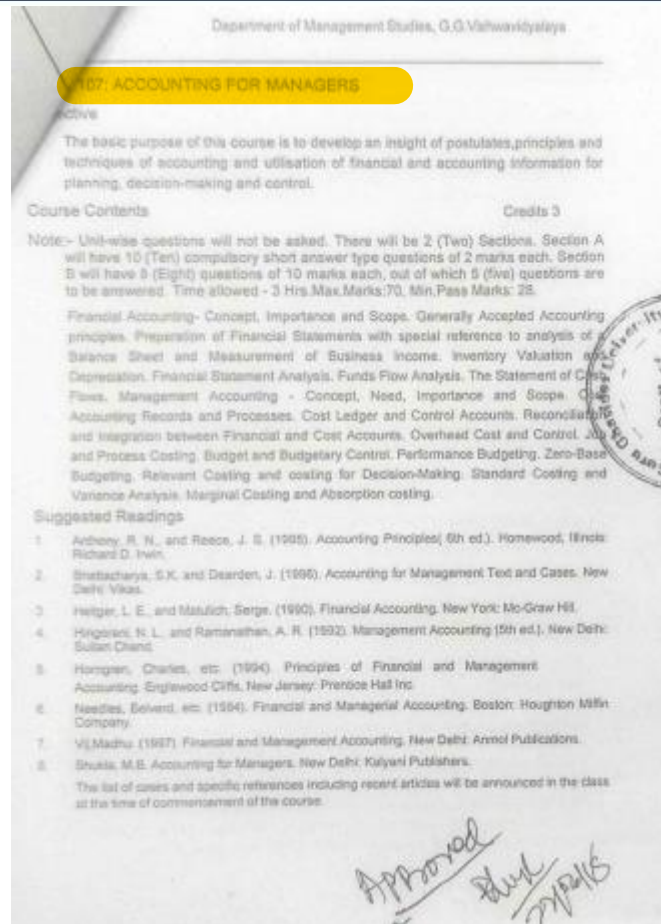 Department of Management Studies, G.G.Vishwavidyalaya
107: ACCOUNTING FOR MANAGERS
ective
The basic purpose of this course is to develop an insight of postulates,principles and
techniques of accounting and utilisation of financial and accounting information for
planning, decision-making and control.
Course Contents Credits 3
Note:- Unit-wise questions will not be asked. There will be 2 (Two) Sections. Section A
will have 10 (Ten) compulsory short answer type questions of 2 marks each. Section
B will have 8 (Eight) questions of 10 marks each, out of which 5 (five) questions are
to be answered. Time allowed - 3 Hrs.Max.Marks:70, Min.Pass Marks: 28.
Financial Accounting- Concept, Importance and Scope. Generally Accepted Accounting
principles. Preparation of Financial Statements with special reference to analysis of
Balance Sheet and Measurement of Business Income. Inventory Valuation
Depreciation. Financial Statement Analysis. Funds Flow Analysis. The Statement of
Flows. Management Accounting - Concept, Need, Importance and Scope.
Accounting Records and Processes. Cost Ledger and Control Accounts. Reconciliation
and Integration between Financial and Cost Accounts. Overhead Cost and Control. Job
and Process Costing. Budget and Budgetary Control. Performance Budgeting. Zero-Base
Budgeting. Relevant Costing and costing for Decision-Making. Standard Costing and
Variance Analysis. Marginal Costing and Absorption costing.
Suggested Readings
1. Anthony, R. N., and Reece, J. S. (1995). Accounting Principles( 6th ed.). Homewood, Illinois:
Richard D. Irwin.
2. Bhattacharya, S.K. and Dearden, J. (1996). Accounting for Management Text and Cases. New
Delhi: Vikas.
3. Heitger, L. E., and Matulich, Serge. (1990). Financial Accounting. New York: Mc-Graw Hill.
4. Hingorani, N. L., and Ramanathan, A. R. (1992). Management Accounting (5th ed.). New Delhi:
Sultan Chand.
5. Horngren, Charles, etc. (1994). Principles of Financial and Management
Accounting. Englewood Cliffs, New Jersey: Prentice Hall Inc.
6. Needles, Belverd, etc. (1994). Financial and Managerial Accounting. Boston: Houghton Miffin
Company.
7. Vij,Madhu. (1997). Financial and Management Accounting. New Delhi: Anmol Publications.
8. Shukla, M.B. Accounting for Managers. New Delhi: Kalyani Publishers.
The list of cases and specific references including recent articles will be announced in the class
at the time of commencement of the course.
Approved